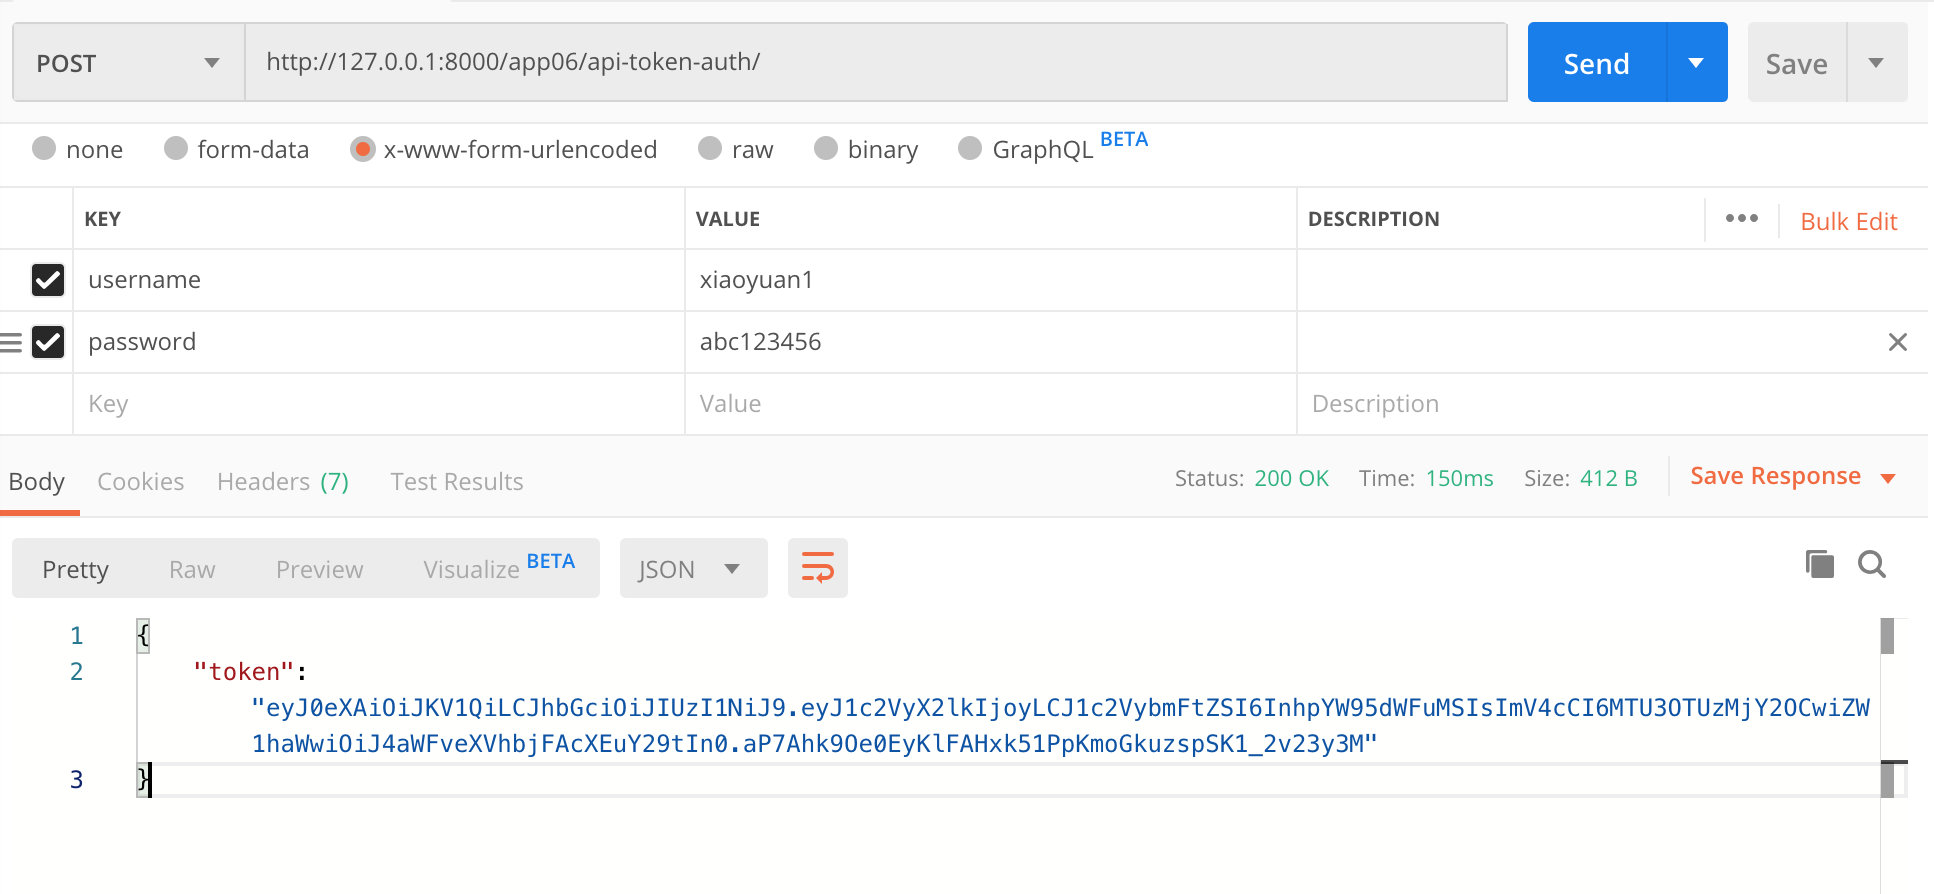 POST http://127.0.0.1:8000/app06/api-token-auth/ Send Save
none form-data x-www-form-urlencoded raw binary GraphQL BETA
KEY VALUE DESCRIPTION ••• Bulk Edit
username xiaoyuan1
password abc123456
Key Value Description
Body Cookies Headers (7) Test Results Status: 200 OK Time: 150ms Size: 412 B Save Response
Pretty Raw Preview Visualize BETA JSON
1 {
2 "token":
"eyJ0eXAiOiJKV1QiLCJhbGciOiJIUzI1NiJ9.eyJ1c2VyX2lkIjoyLCJ1c2VybmFtZSI6InhpYW95dWFuMSIsImV4cCI6MTU3OTUzMjY2OCwiZW
1haWwiOiJ4aWFveXVhbjFAcXEuY29tIn0.aP7Ahk9Oe0EyKlFAHxk51PpKmoGkuzspSK1_2v23y3M"
3 }